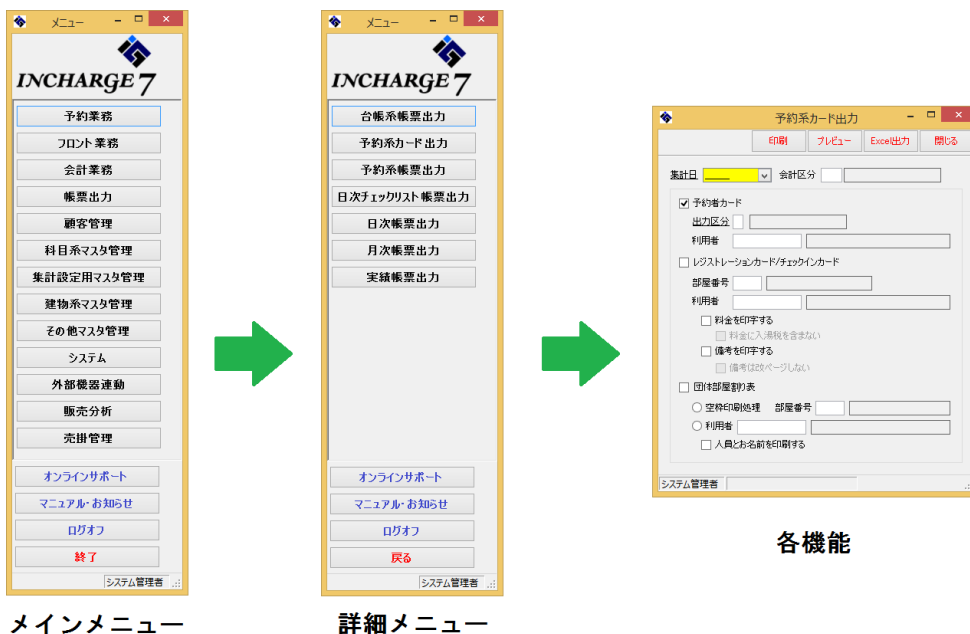 メニュー
INCHARGE 7
予約業務
フロント業務
会計業務
帳票出力
顧客管理
科目系マスタ管理
集計設定用マスタ管理
建物系マスタ管理
その他マスタ管理
システム
外部機器連動
販売分析
売掛管理
オンラインサポート
マニュアル・お知らせ
ログオフ
終了
システム管理者
メインメニュー
メニュー
INCHARGE 7
台帳系帳票出力
予約系カード出力
予約系帳票出力
日次チェックリスト帳票出力
日次帳票出力
月次帳票出力
実績帳票出力
オンラインサポート
マニュアル・お知らせ
ログオフ
戻る
システム管理者
詳細メニュー
予約系カード出力
印刷 プレビュー Excel出力 閉じる
集計日 会計区分
予約者カード
出力区分
利用者
レジストレーションカード/チェックインカード
部屋番号
利用者
料金を印字する
料金に入湯税を含まない
備考を印字する
備考は改ページしない
団体部屋割り表
空枠印刷処理 部屋番号
利用者
人員とお名前を印刷する
システム管理者
各機能